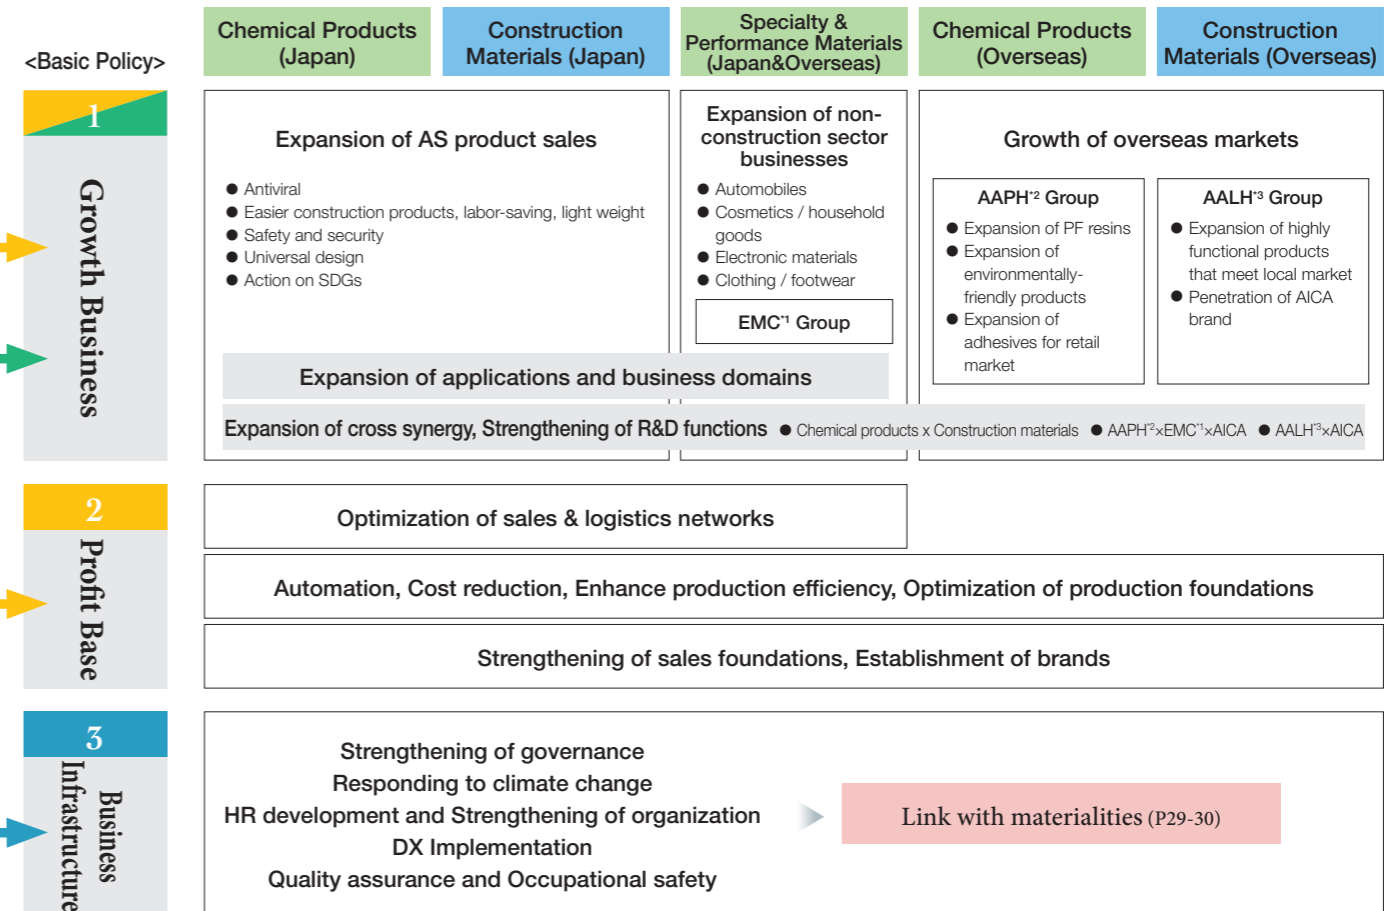 <Basic Policy>
Chemical Products
(Japan)
Construction
Materials (Japan)
Specialty &
Performance Materials
(Japan&Overseas)
Chemical Products
(Overseas)
Construction
Materials (Overseas)
1
Growth Business
Expansion of AS product sales
● Antiviral
● Easier construction products, labor-saving, light weight
● Safety and security
● Universal design
● Action on SDGs
Expansion of non-
construction sector
businesses
● Automobiles
● Cosmetics / household
goods
● Electronic materials
● Clothing / footwear
EMC*1 Group
Growth of overseas markets
AAPH*2 Group
● Expansion of PF resins
● Expansion of
environmentally-
friendly products
● Expansion of
adhesives for retail
market
AALH*3 Group
● Expansion of highly
functional products
that meet local market
● Penetration of AICA
brand
Expansion of applications and business domains
Expansion of cross synergy, Strengthening of R&D functions ● Chemical products x Construction materials ● AAPH*2×EMC*1×AICA ● AALH*3×AICA
2
Profit Base
Optimization of sales & logistics networks
Automation, Cost reduction, Enhance production efficiency, Optimization of production foundations
Strengthening of sales foundations, Establishment of brands
3
Business
Infrastructure
Strengthening of governance
Responding to climate change
HR development and Strengthening of organization
DX Implementation
Quality assurance and Occupational safety
Link with materialities (P29-30)